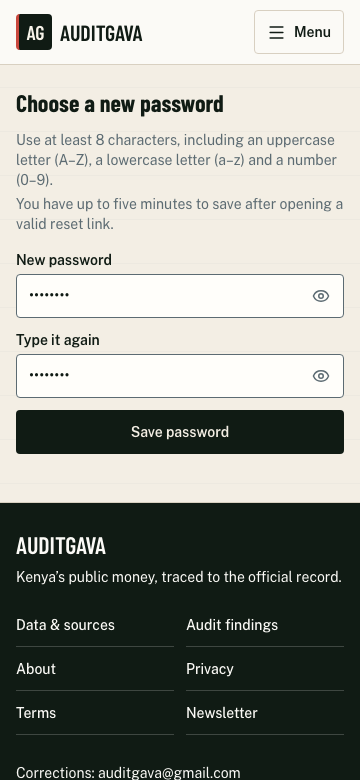 AG AUDITGAVA
Menu
Choose a new password
Use at least 8 characters, including an uppercase
letter (A–Z), a lowercase letter (a–z) and a number
(0–9).
You have up to five minutes to save after opening a
valid reset link.
New password
••••••••
Type it again
••••••••
Save password
AUDITGAVA
Kenya’s public money, traced to the official record.
Data & sources
Audit findings
About
Privacy
Terms
Newsletter
Corrections: auditgava@gmail.com